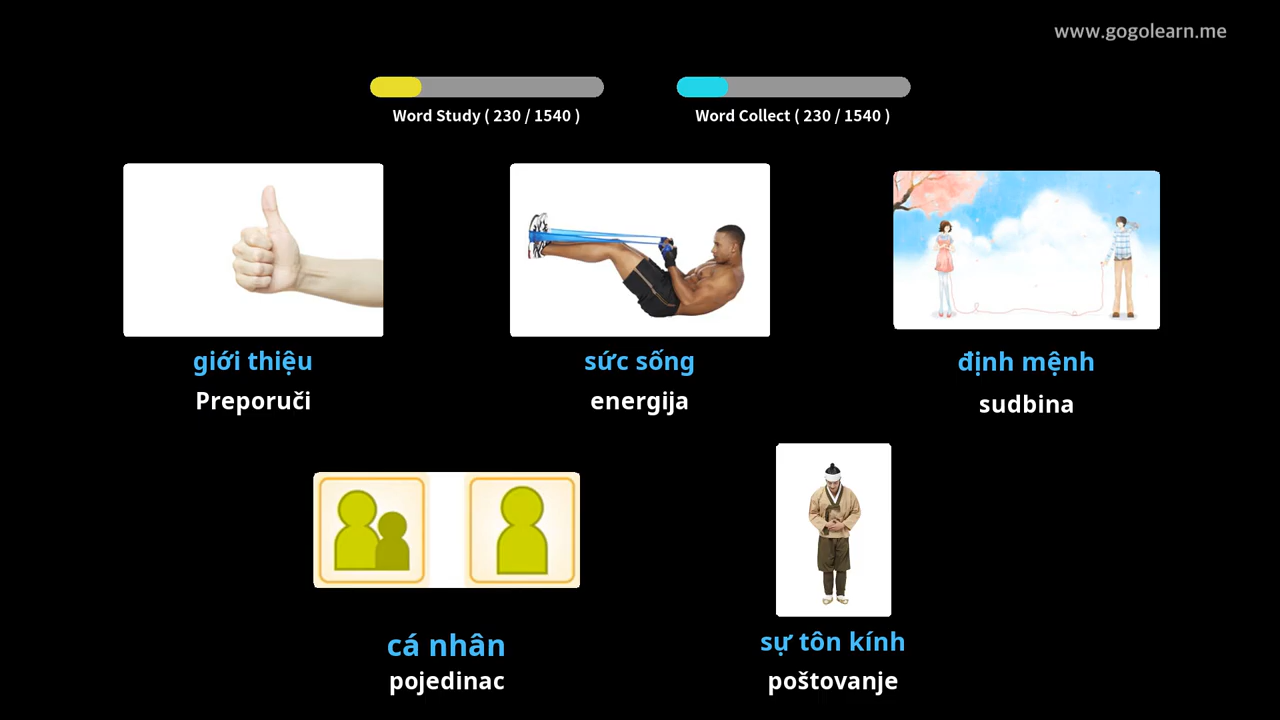 www.gogolearn.me
Word Study ( 230 / 1540 )
Word Collect ( 230 / 1540 )
giới thiệu
Preporuči
sức sống
energija
định mệnh
sudbina
cá nhân
pojedinac
sự tôn kính
poštovanje